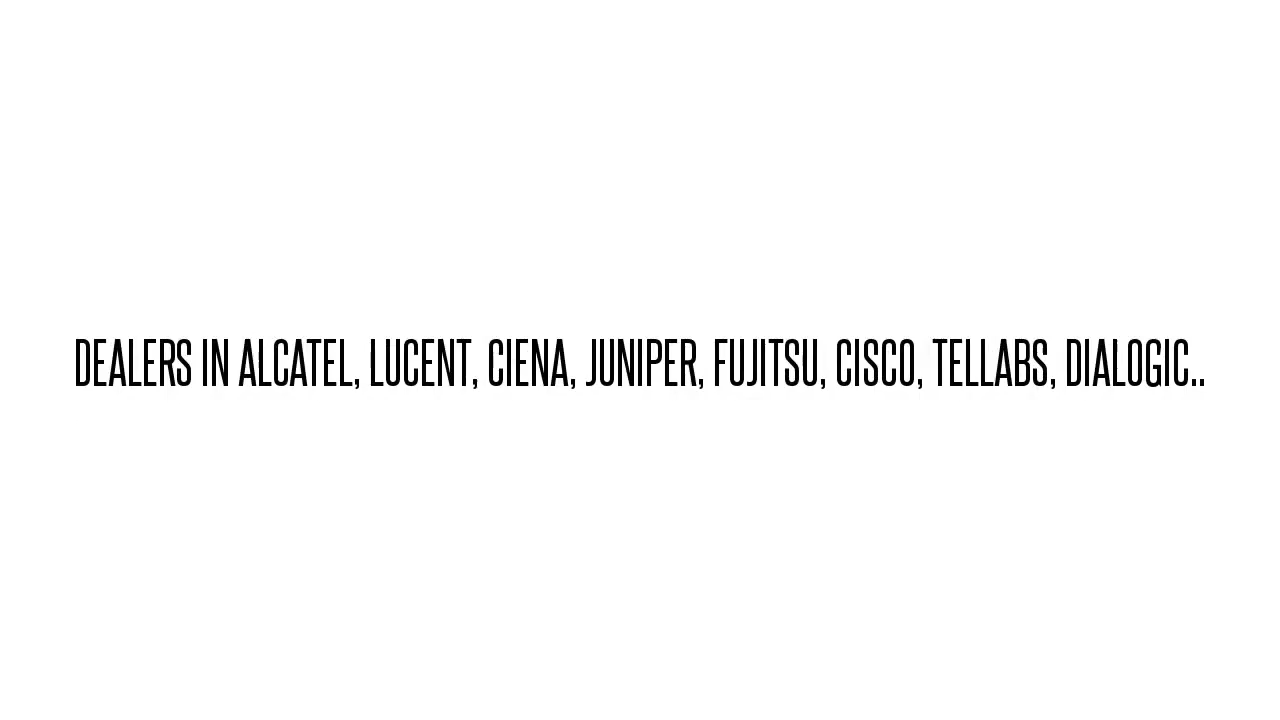 DEALERS IN ALCATEL, LUCENT, CIENA, JUNIPER, FUJITSU, CISCO, TELLABS, DIALOGIC..